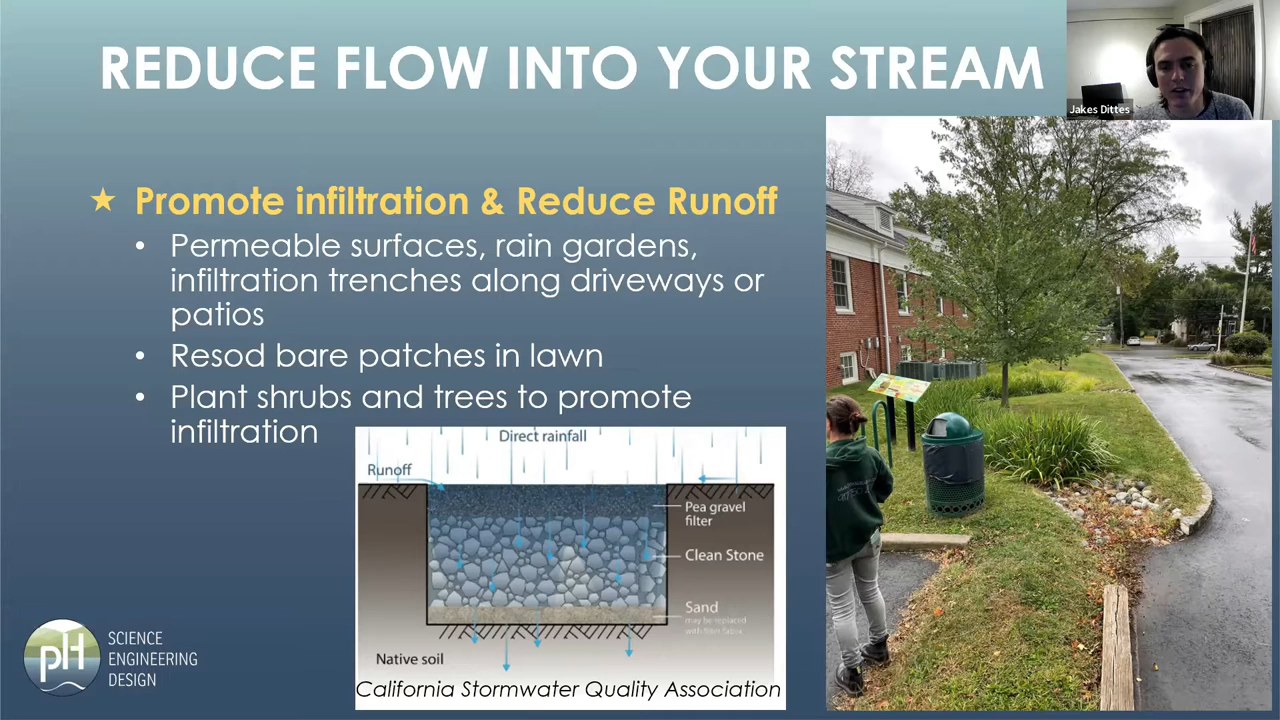 REDUCE FLOW INTO YOUR STREAM
Jakes Dittes
★ Promote infiltration & Reduce Runoff
• Permeable surfaces, rain gardens,
infiltration trenches along driveways or
patios
• Resod bare patches in lawn
• Plant shrubs and trees to promote
infiltration
Direct rainfall
Runoff
Pea gravel
filter
Clean Stone
Sand
may be replaced
with filter fabric
Native soil
California Stormwater Quality Association
pH
SCIENCE
ENGINEERING
DESIGN